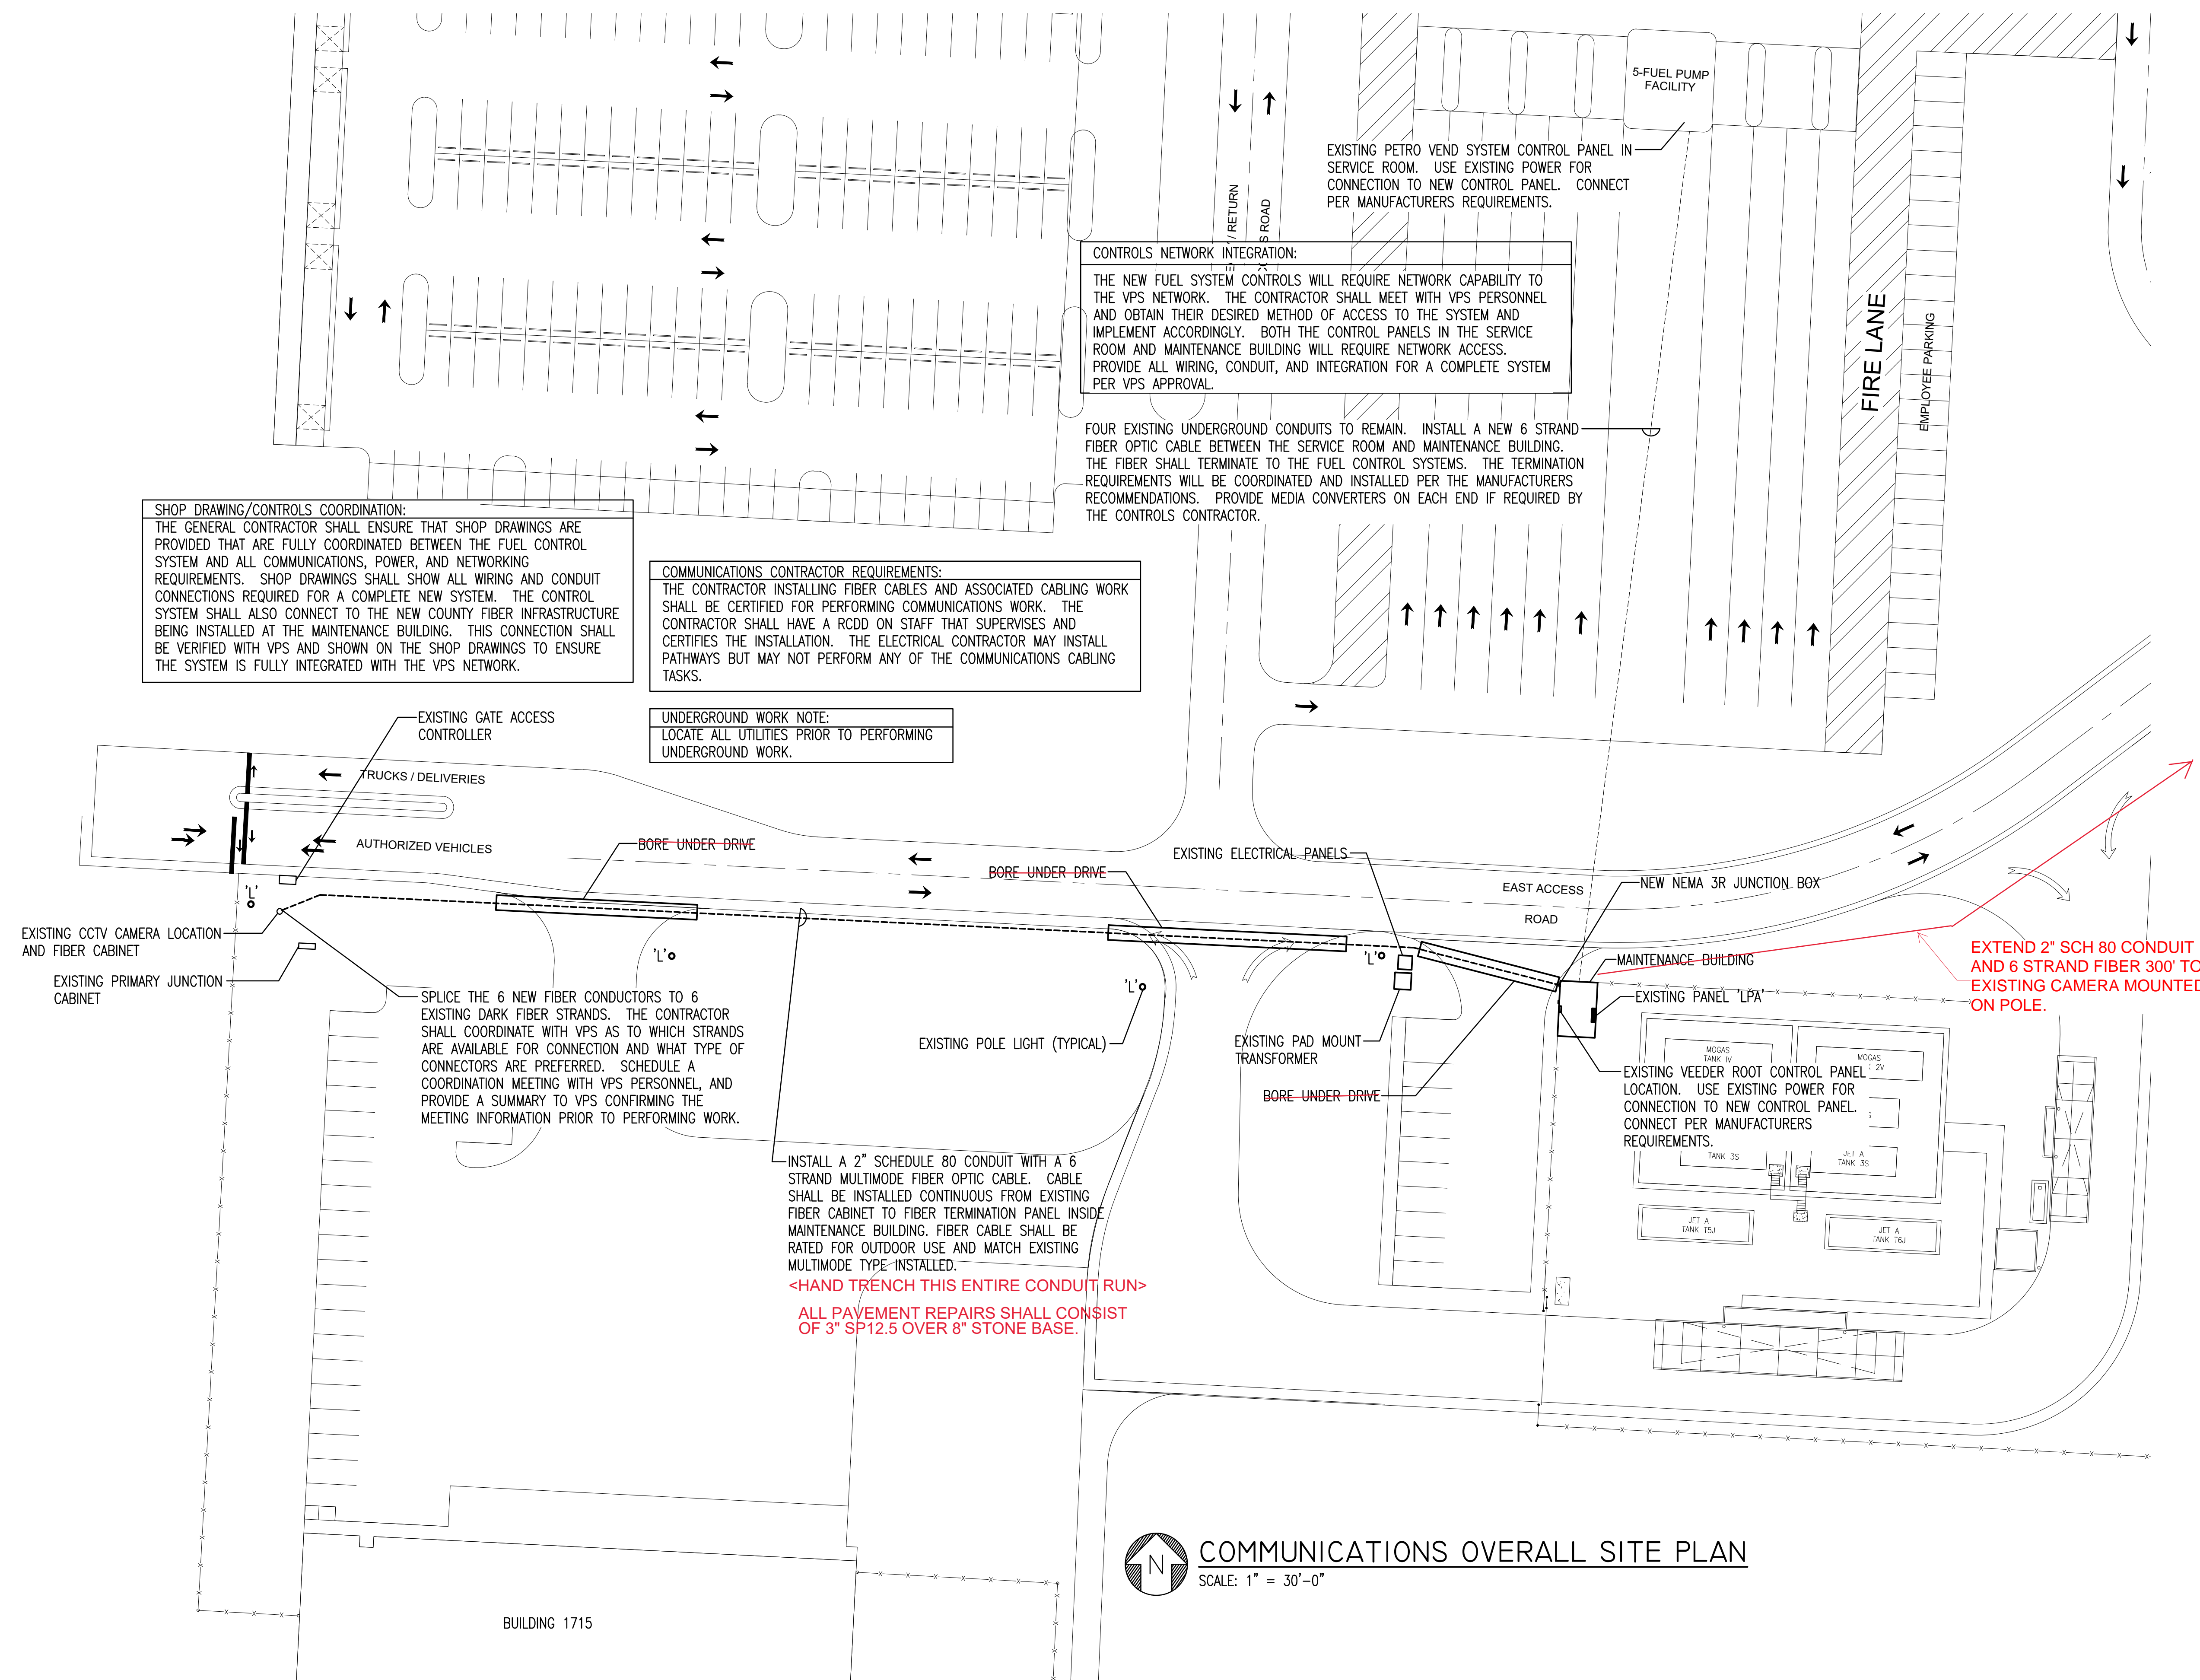 5-FUEL PUMP
FACILITY
EXISTING PETRO VEND SYSTEM CONTROL PANEL IN
SERVICE ROOM. USE EXISTING POWER FOR
CONNECTION TO NEW CONTROL PANEL. CONNECT
PER MANUFACTURERS REQUIREMENTS.
/ RETURN
S ROAD
CONTROLS NETWORK INTEGRATION:
THE NEW FUEL SYSTEM CONTROLS WILL REQUIRE NETWORK CAPABILITY TO
THE VPS NETWORK. THE CONTRACTOR SHALL MEET WITH VPS PERSONNEL
AND OBTAIN THEIR DESIRED METHOD OF ACCESS TO THE SYSTEM AND
IMPLEMENT ACCORDINGLY. BOTH THE CONTROL PANELS IN THE SERVICE
ROOM AND MAINTENANCE BUILDING WILL REQUIRE NETWORK ACCESS.
PROVIDE ALL WIRING, CONDUIT, AND INTEGRATION FOR A COMPLETE SYSTEM
PER VPS APPROVAL.
FIRE LANE
EMPLOYEE PARKING
FOUR EXISTING UNDERGROUND CONDUITS TO REMAIN. INSTALL A NEW 6 STRAND
FIBER OPTIC CABLE BETWEEN THE SERVICE ROOM AND MAINTENANCE BUILDING.
THE FIBER SHALL TERMINATE TO THE FUEL CONTROL SYSTEMS. THE TERMINATION
REQUIREMENTS WILL BE COORDINATED AND INSTALLED PER THE MANUFACTURERS
RECOMMENDATIONS. PROVIDE MEDIA CONVERTERS ON EACH END IF REQUIRED BY
THE CONTROLS CONTRACTOR.
SHOP DRAWING/CONTROLS COORDINATION:
THE GENERAL CONTRACTOR SHALL ENSURE THAT SHOP DRAWINGS ARE
PROVIDED THAT ARE FULLY COORDINATED BETWEEN THE FUEL CONTROL
SYSTEM AND ALL COMMUNICATIONS, POWER, AND NETWORKING
REQUIREMENTS. SHOP DRAWINGS SHALL SHOW ALL WIRING AND CONDUIT
CONNECTIONS REQUIRED FOR A COMPLETE NEW SYSTEM. THE CONTROL
SYSTEM SHALL ALSO CONNECT TO THE NEW COUNTY FIBER INFRASTRUCTURE
BEING INSTALLED AT THE MAINTENANCE BUILDING. THIS CONNECTION SHALL
BE VERIFIED WITH VPS AND SHOWN ON THE SHOP DRAWINGS TO ENSURE
THE SYSTEM IS FULLY INTEGRATED WITH THE VPS NETWORK.
COMMUNICATIONS CONTRACTOR REQUIREMENTS:
THE CONTRACTOR INSTALLING FIBER CABLES AND ASSOCIATED CABLING WORK
SHALL BE CERTIFIED FOR PERFORMING COMMUNICATIONS WORK. THE
CONTRACTOR SHALL HAVE A RCDD ON STAFF THAT SUPERVISES AND
CERTIFIES THE INSTALLATION. THE ELECTRICAL CONTRACTOR MAY INSTALL
PATHWAYS BUT MAY NOT PERFORM ANY OF THE COMMUNICATIONS CABLING
TASKS.
UNDERGROUND WORK NOTE:
LOCATE ALL UTILITIES PRIOR TO PERFORMING
UNDERGROUND WORK.
EXISTING GATE ACCESS
CONTROLLER
TRUCKS / DELIVERIES
AUTHORIZED VEHICLES
BORE UNDER DRIVE
BORE UNDER DRIVE
EXISTING ELECTRICAL PANELS
EAST ACCESS
ROAD
NEW NEMA 3R JUNCTION BOX
'L'
EXISTING CCTV CAMERA LOCATION
AND FIBER CABINET
EXISTING PRIMARY JUNCTION
CABINET
'L'
'L'
'L'
MAINTENANCE BUILDING
EXISTING PANEL 'LPA'
EXTEND 2" SCH 80 CONDUIT
AND 6 STRAND FIBER 300' TO
EXISTING CAMERA MOUNTED
ON POLE.
SPLICE THE 6 NEW FIBER CONDUCTORS TO 6
EXISTING DARK FIBER STRANDS. THE CONTRACTOR
SHALL COORDINATE WITH VPS AS TO WHICH STRANDS
ARE AVAILABLE FOR CONNECTION AND WHAT TYPE OF
CONNECTORS ARE PREFERRED. SCHEDULE A
COORDINATION MEETING WITH VPS PERSONNEL, AND
PROVIDE A SUMMARY TO VPS CONFIRMING THE
MEETING INFORMATION PRIOR TO PERFORMING WORK.
EXISTING POLE LIGHT (TYPICAL)
EXISTING PAD MOUNT
TRANSFORMER
BORE UNDER DRIVE
MOGAS
TANK IV
MOGAS
2V
EXISTING VEEDER ROOT CONTROL PANEL
LOCATION. USE EXISTING POWER FOR
CONNECTION TO NEW CONTROL PANEL.
CONNECT PER MANUFACTURERS
REQUIREMENTS.
TANK 3S
JET A
TANK 3S
JET A
TANK T5J
JET A
TANK T6J
INSTALL A 2" SCHEDULE 80 CONDUIT WITH A 6
STRAND MULTIMODE FIBER OPTIC CABLE. CABLE
SHALL BE INSTALLED CONTINUOUS FROM EXISTING
FIBER CABINET TO FIBER TERMINATION PANEL INSIDE
MAINTENANCE BUILDING. FIBER CABLE SHALL BE
RATED FOR OUTDOOR USE AND MATCH EXISTING
MULTIMODE TYPE INSTALLED.
<HAND TRENCH THIS ENTIRE CONDUIT RUN>
ALL PAVEMENT REPAIRS SHALL CONSIST
OF 3" SP12.5 OVER 8" STONE BASE.
N
COMMUNICATIONS OVERALL SITE PLAN
SCALE: 1" = 30'-0"
BUILDING 1715